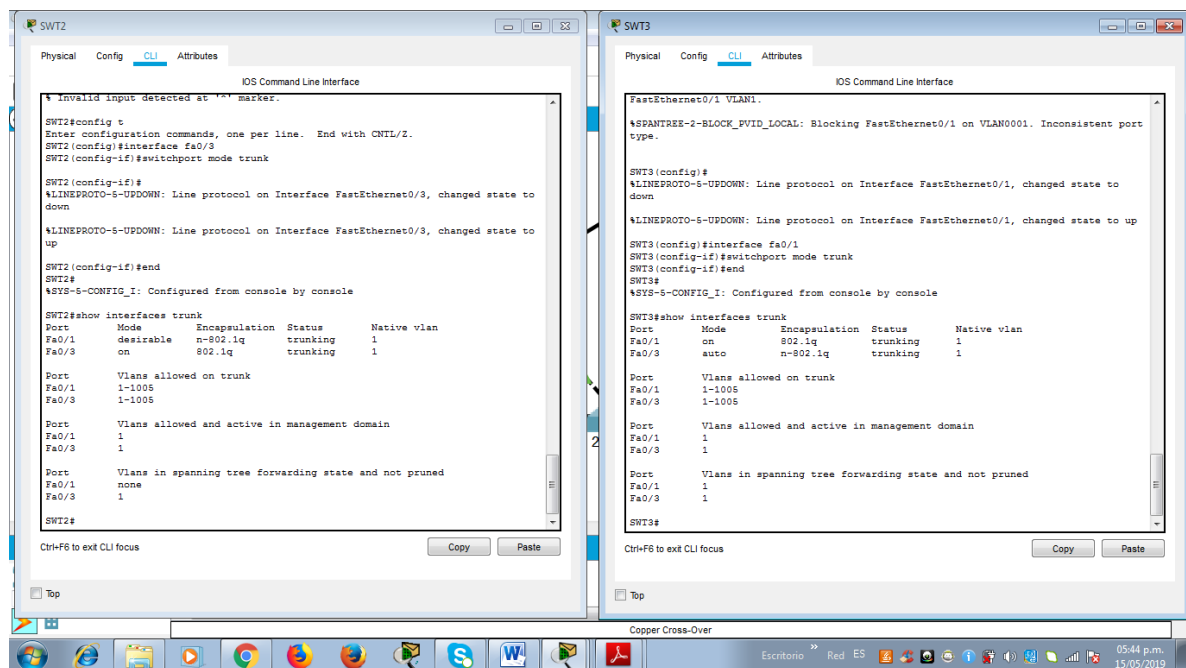 SWT2
Physical Config CLI Attributes
IOS Command Line Interface
% Invalid input detected at '^' marker.
SWT2#config t
Enter configuration commands, one per line. End with CNTL/Z.
SWT2(config)#interface fa0/3
SWT2(config-if)#switchport mode trunk
SWT2(config-if)#
%LINEPROTO-5-UPDOWN: Line protocol on Interface FastEthernet0/3, changed state to
down
%LINEPROTO-5-UPDOWN: Line protocol on Interface FastEthernet0/3, changed state to
up
SWT2(config-if)#end
SWT2#
%SYS-5-CONFIG_I: Configured from console by console
SWT2#show interfaces trunk
Port Mode Encapsulation Status Native vlan
Fa0/1 desirable n-802.1q trunking 1
Fa0/3 on 802.1q trunking 1
Port Vlans allowed on trunk
Fa0/1 1-1005
Fa0/3 1-1005
Port Vlans allowed and active in management domain
Fa0/1 1
Fa0/3 1
Port Vlans in spanning tree forwarding state and not pruned
Fa0/1 none
Fa0/3 1
SWT2#
Ctrl+F6 to exit CLI focus
Copy Paste
Top
2
SWT3
Physical Config CLI Attributes
IOS Command Line Interface
FastEthernet0/1 VLAN1.
%SPANTREE-2-BLOCK_PVID_LOCAL: Blocking FastEthernet0/1 on VLAN0001. Inconsistent port
type.
SWT3(config)#
%LINEPROTO-5-UPDOWN: Line protocol on Interface FastEthernet0/1, changed state to
down
%LINEPROTO-5-UPDOWN: Line protocol on Interface FastEthernet0/1, changed state to up
SWT3(config)#interface fa0/1
SWT3(config-if)#switchport mode trunk
SWT3(config-if)#end
SWT3#
%SYS-5-CONFIG_I: Configured from console by console
SWT3#show interfaces trunk
Port Mode Encapsulation Status Native vlan
Fa0/1 on 802.1q trunking 1
Fa0/3 auto n-802.1q trunking 1
Port Vlans allowed on trunk
Fa0/1 1-1005
Fa0/3 1-1005
Port Vlans allowed and active in management domain
Fa0/1 1
Fa0/3 1
Port Vlans in spanning tree forwarding state and not pruned
Fa0/1 1
Fa0/3 1
SWT3#
Ctrl+F6 to exit CLI focus
Copy Paste
Top
Copper Cross-Over
Escritorio » Red ES 05:44 p.m.
15/05/2019